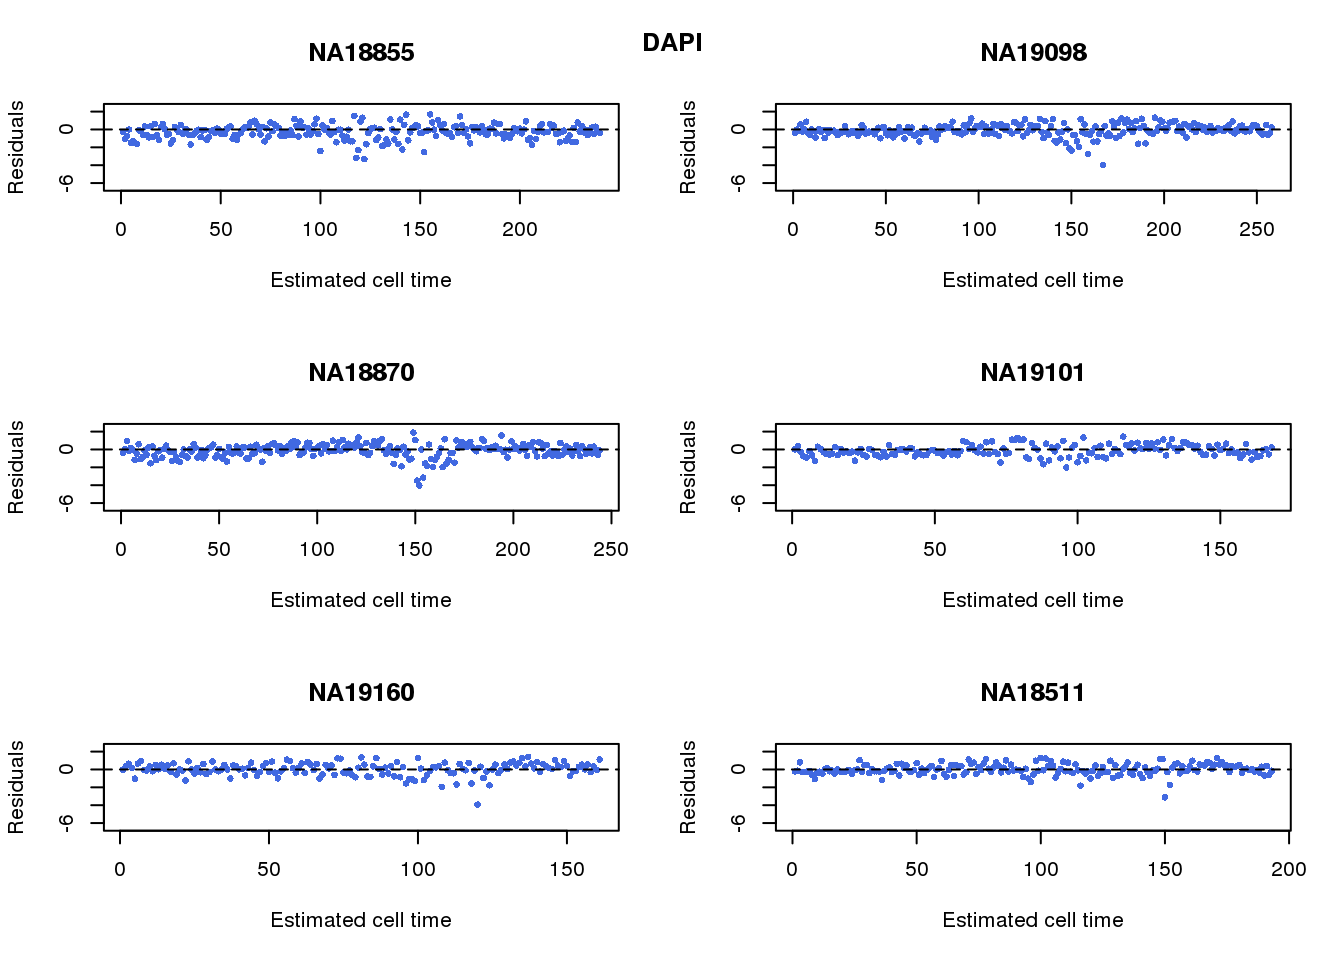 DAPI
NA18855
Residuals
0
-6
0 50 100 150 200
Estimated cell time
NA19098
Residuals
0
-6
0 50 100 150 200 250
Estimated cell time
NA18870
Residuals
0
-6
0 50 100 150 200 250
Estimated cell time
NA19101
Residuals
0
-6
0 50 100 150
Estimated cell time
NA19160
Residuals
0
-6
0 50 100 150
Estimated cell time
NA18511
Residuals
0
-6
0 50 100 150 200
Estimated cell time